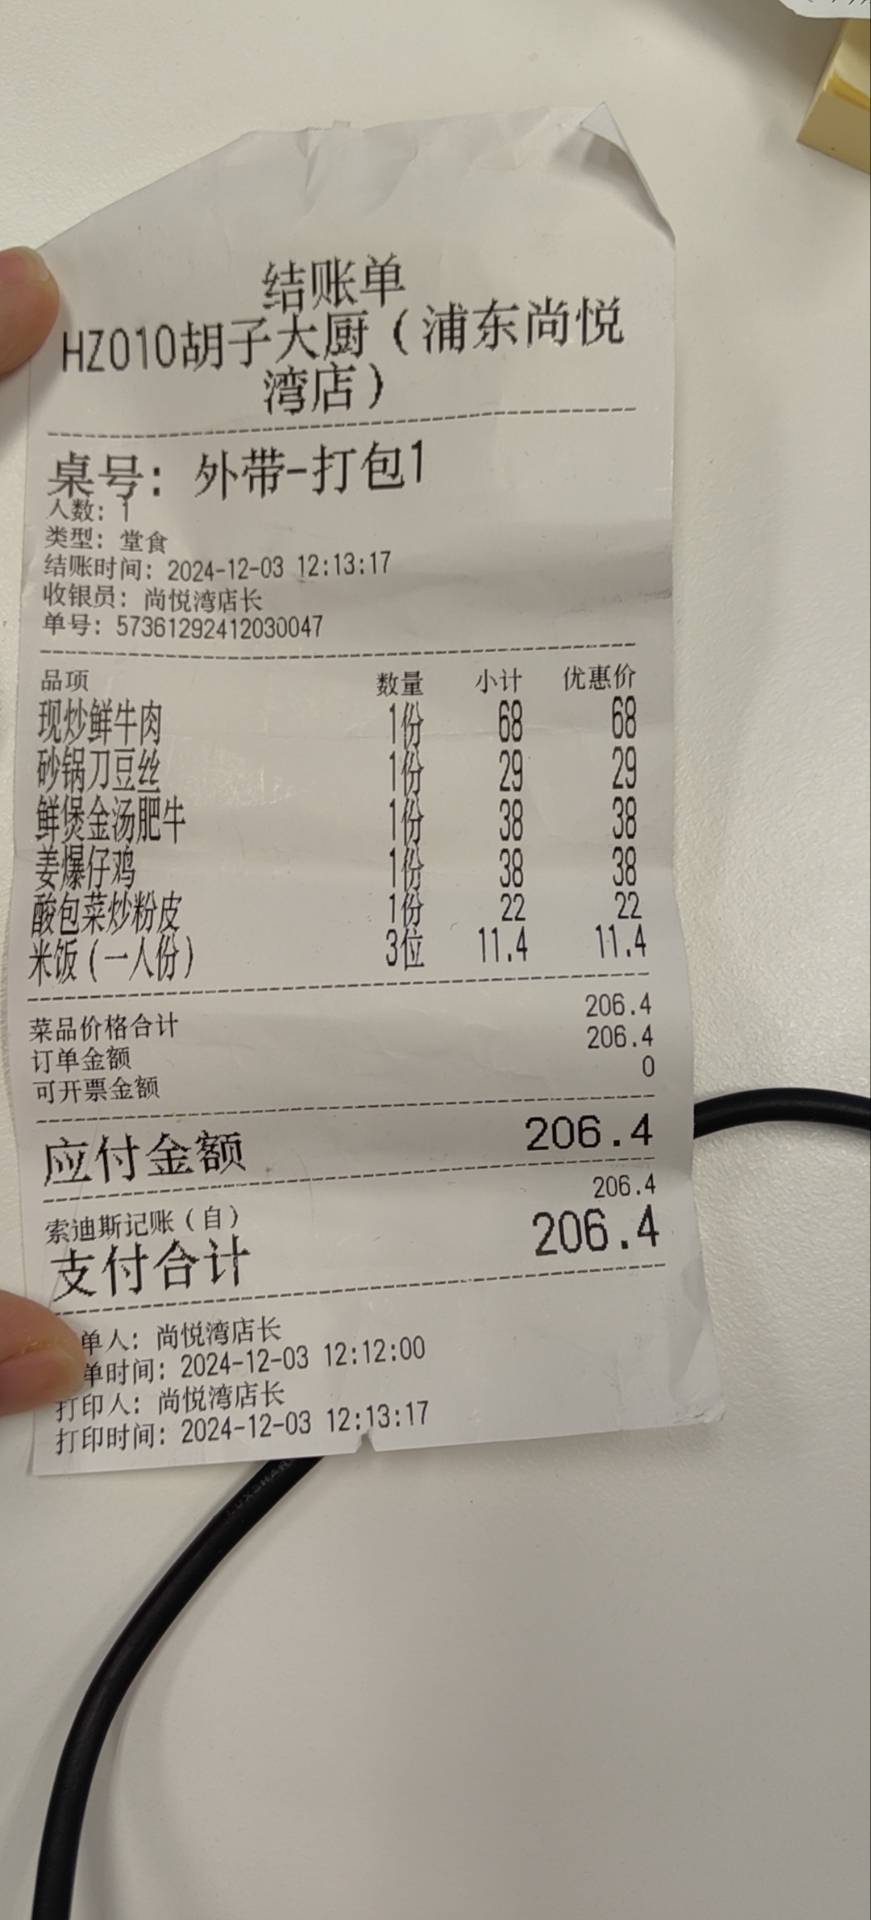 结账单
HZ010胡子大厨（浦东尚悦
湾店）
桌号：外带-打包1
人数：1
类型：堂食
结账时间：2024-12-03 12:13:17
收银员：尚悦湾店长
单号：57361292412030047
品项 数量 小计 优惠价
现炒鲜牛肉 1份 68 68
砂锅刀豆丝 1份 29 29
鲜煲金汤肥牛 1份 38 38
姜爆仔鸡 1份 38 38
酸包菜炒粉皮 1份 22 22
米饭（一人份） 3位 11.4 11.4
菜品价格合计 206.4
订单金额 206.4
可开票金额 0
应付金额 206.4
索迪斯记账（自） 206.4
支付合计 206.4
单人：尚悦湾店长
单时间：2024-12-03 12:12:00
打印人：尚悦湾店长
打印时间：2024-12-03 12:13:17